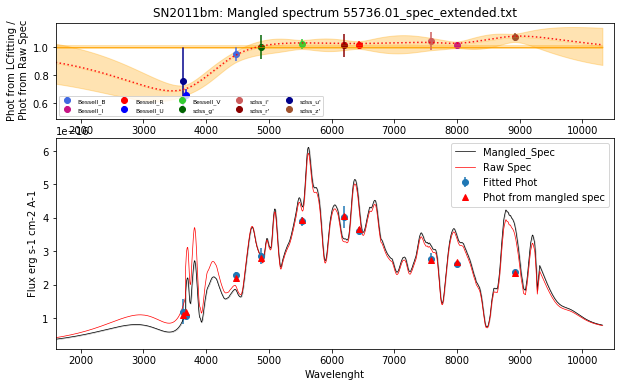 SN2011bm: Mangled spectrum 55736.01_spec_extended.txt
Phot from LCfitting /
Phot from Raw Spec
1.0
0.8
0.6
Bessell_B
Bessell_R
Bessell_V
sdss_i'
sdss_u'
Bessell_I
Bessell_U
sdss_g'
sdss_r'
sdss_z'
2000 3000 4000 5000 6000 7000 8000 9000 10000
Flux erg s-1 cm-2 A-1
6
5
4
3
2
1
Mangled_Spec
Raw Spec
Fitted Phot
Phot from mangled spec
2000 3000 4000 5000 6000 7000 8000 9000 10000
Wavelenght